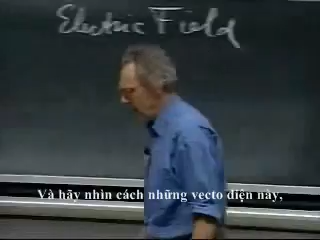 Electric Field
Và hãy nhìn cách những vecto điện này,